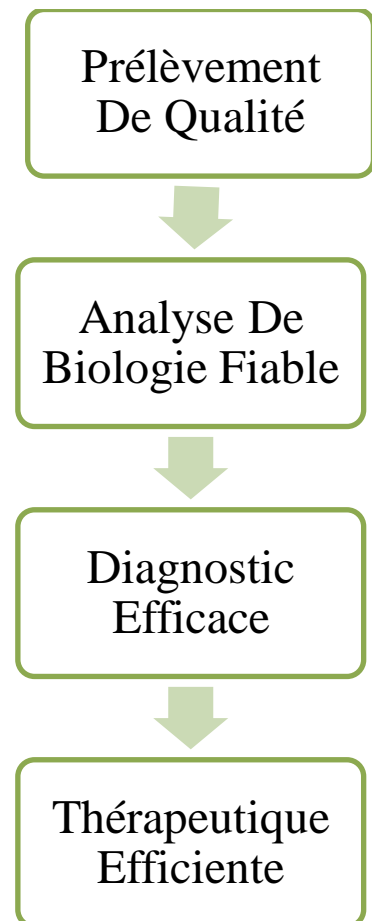 Prélèvement
De Qualité
Analyse De
Biologie Fiable
Diagnostic
Efficace
Thérapeutique
Efficiente